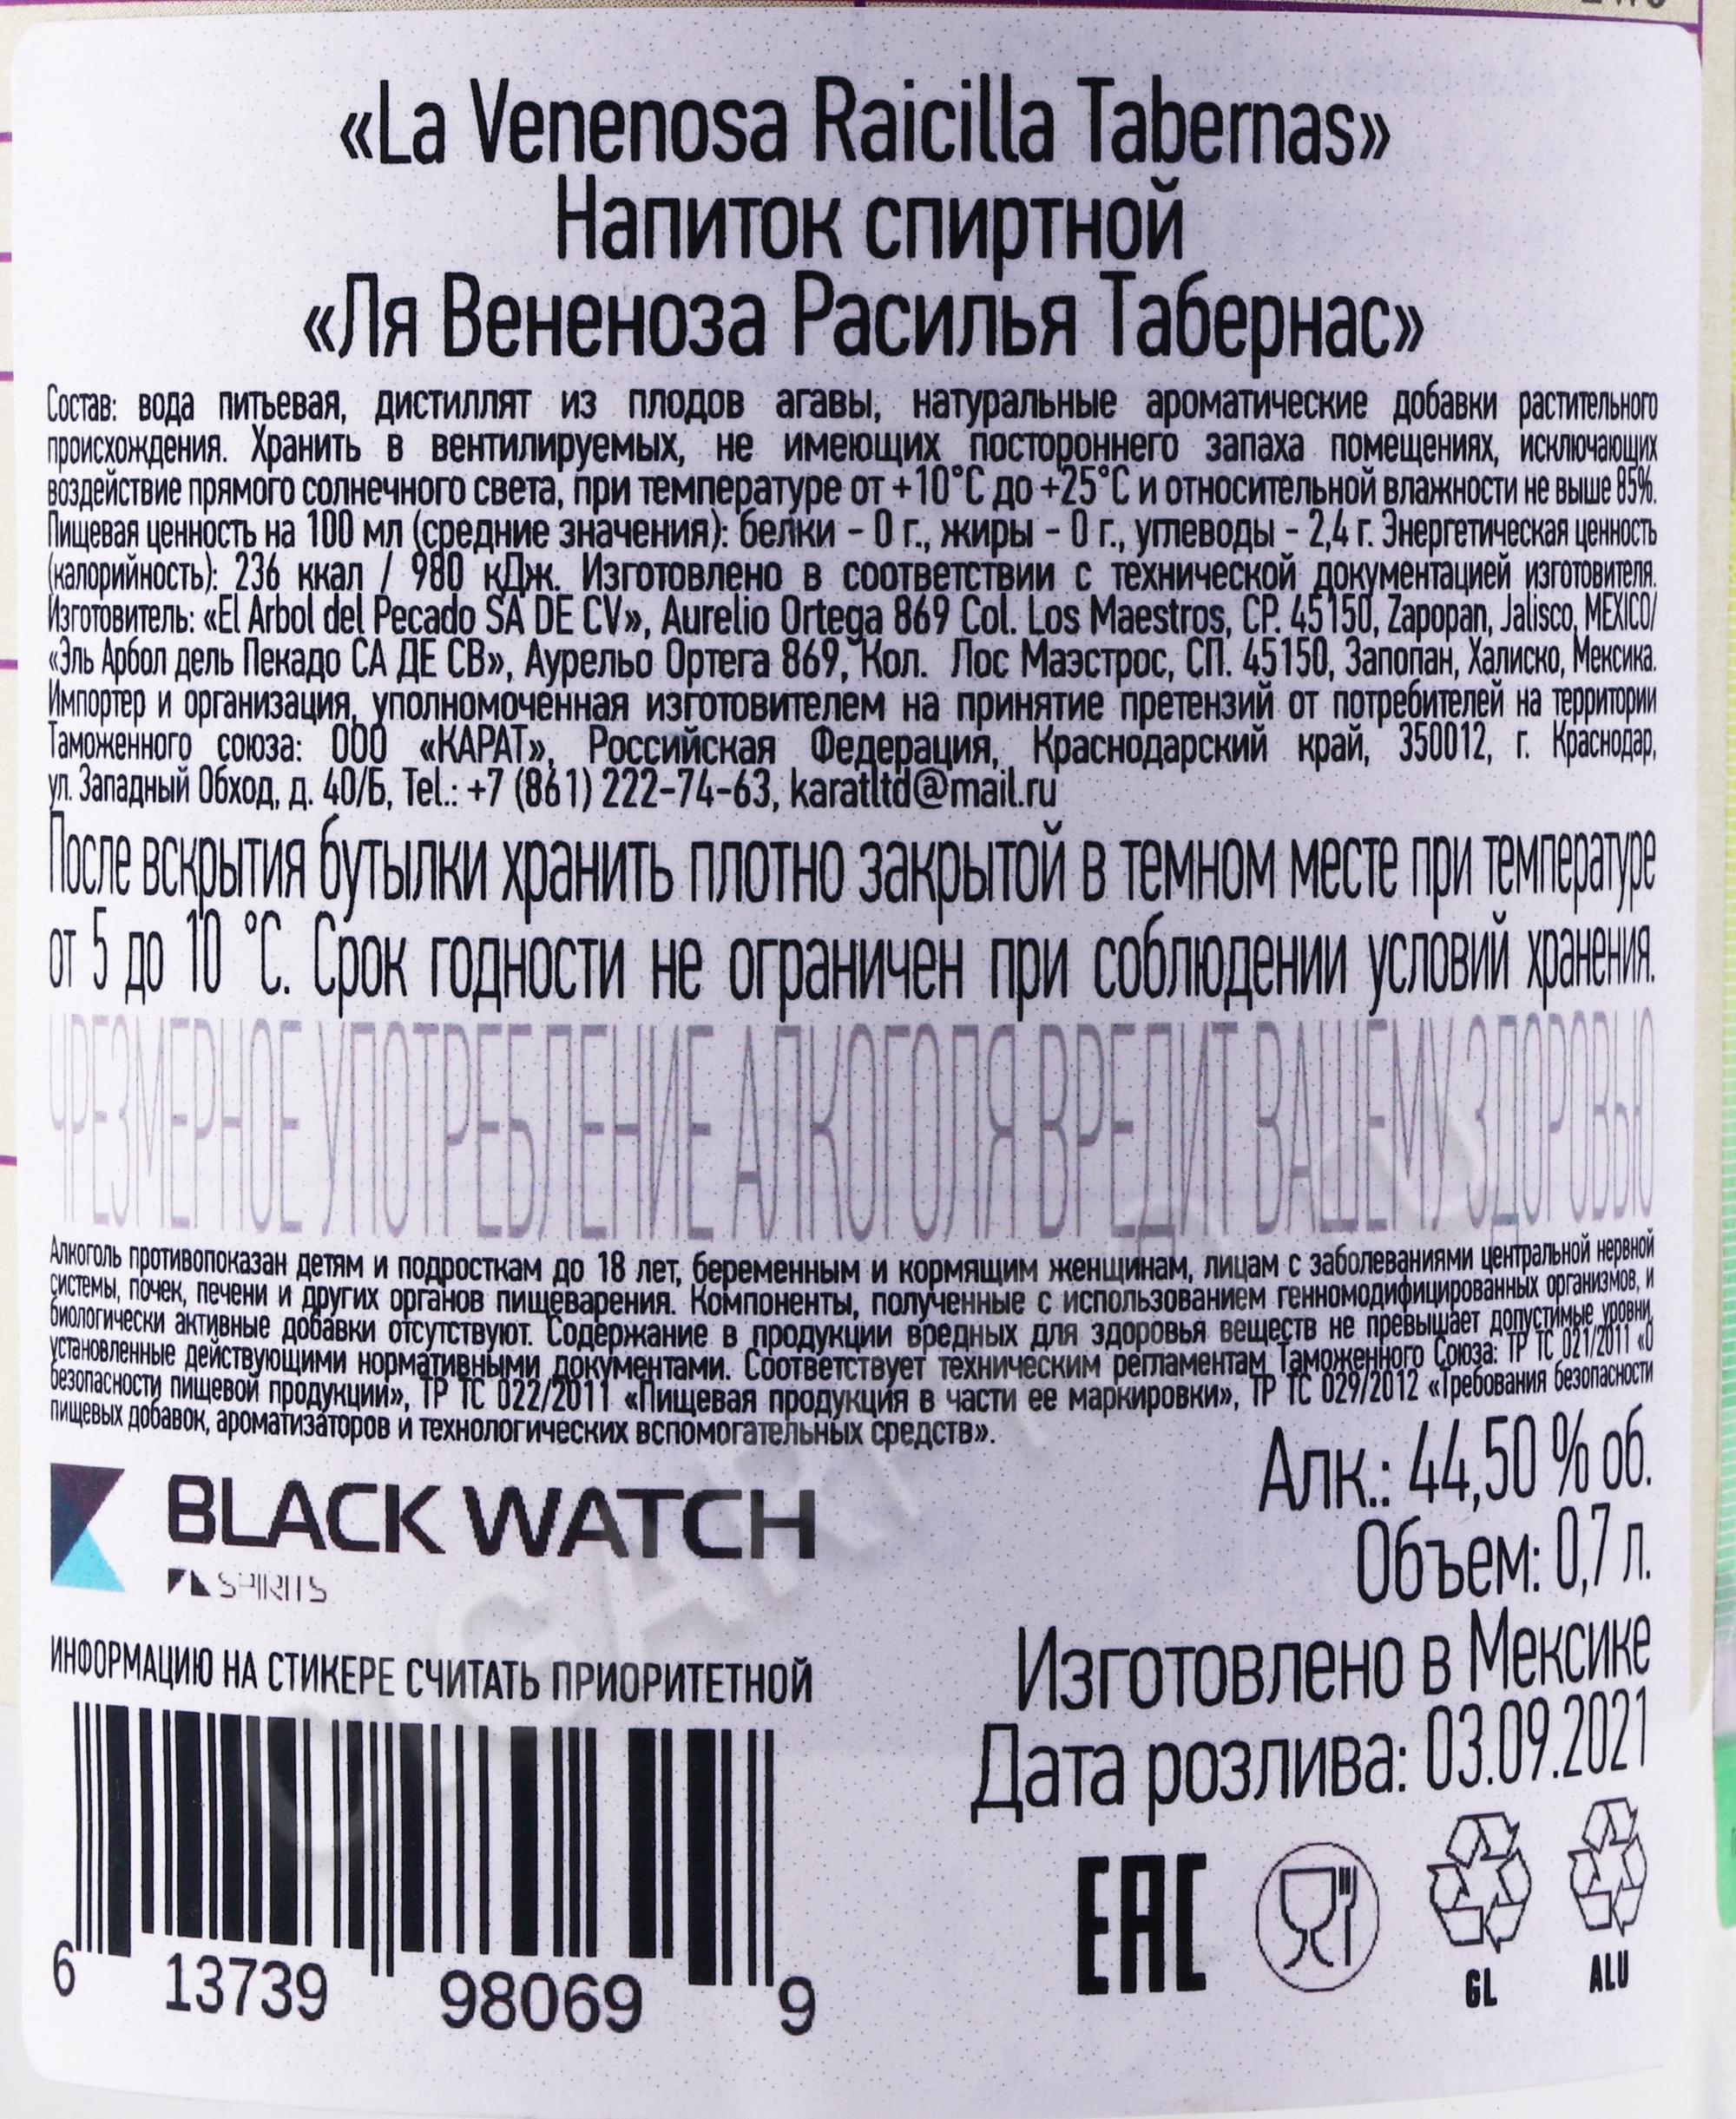 «La Venenosa Raicilla Tabernas»
Напиток спиртной
«Ля Вененоза Расилья Табернас»
Состав: вода питьевая, дистиллят из плодов агавы, натуральные ароматические добавки растительного
происхождения. Хранить в вентилируемых, не имеющих постороннего запаха помещениях, исключающих
воздействие прямого солнечного света, при температуре от +10°C до +25°C и относительной влажности не выше 85%.
Пищевая ценность на 100 мл (средние значения): белки – 0 г., жиры – 0 г., углеводы – 2,4 г. Энергетическая ценность
(калорийность): 236 ккал / 980 кДж. Изготовлено в соответствии с технической документацией изготовителя.
Изготовитель: «El Arbol del Pecado SA DE CV», Aurelio Ortega 869 Col. Los Maestros, CP. 45150, Zapopan, Jalisco, MEXICO/
«Эль Арбол дель Пекадо СА ДЕ СВ», Аурельо Ортега 869, Кол. Лос Маэстрос, СП. 45150, Запопан, Халиско, Мексика.
Импортер и организация, уполномоченная изготовителем на принятие претензий от потребителей на территории
Таможенного союза: ООО «КАРАТ», Российская Федерация, Краснодарский край, 350012, г. Краснодар,
ул. Западный Обход, д. 40/Б, Tel.: +7 (861) 222-74-63, karatltd@mail.ru
После вскрытия бутылки хранить плотно закрытой в темном месте при температуре
от 5 до 10 °C. Срок годности не ограничен при соблюдении условий хранения.
ЧРЕЗМЕРНОЕ УПОТРЕБЛЕНИЕ АЛКОГОЛЯ ВРЕДИТ ВАШЕМУ ЗДОРОВЬЮ
Алкоголь противопоказан детям и подросткам до 18 лет, беременным и кормящим женщинам, лицам с заболеваниями центральной нервной
системы, почек, печени и других органов пищеварения. Компоненты, полученные с использованием генномодифицированных организмов, и
биологически активные добавки отсутствуют. Содержание в продукции вредных для здоровья веществ не превышает допустимые уровни,
установленные действующими нормативными документами. Соответствует техническим регламентам Таможенного Союза: ТР ТС 021/2011 «О
безопасности пищевой продукции», ТР ТС 022/2011 «Пищевая продукция в части ее маркировки», ТР ТС 029/2012 «Требования безопасности
пищевых добавок, ароматизаторов и технологических вспомогательных средств».
Алк.: 44,50 % об.
Объем: 0,7 л.
BLACK WATCH
SPIRITS
ИНФОРМАЦИЮ НА СТИКЕРЕ СЧИТАТЬ ПРИОРИТЕТНОЙ
Изготовлено в Мексике
Дата розлива: 03.09.2021
EAC
GL
ALU
6 13739 98069 9